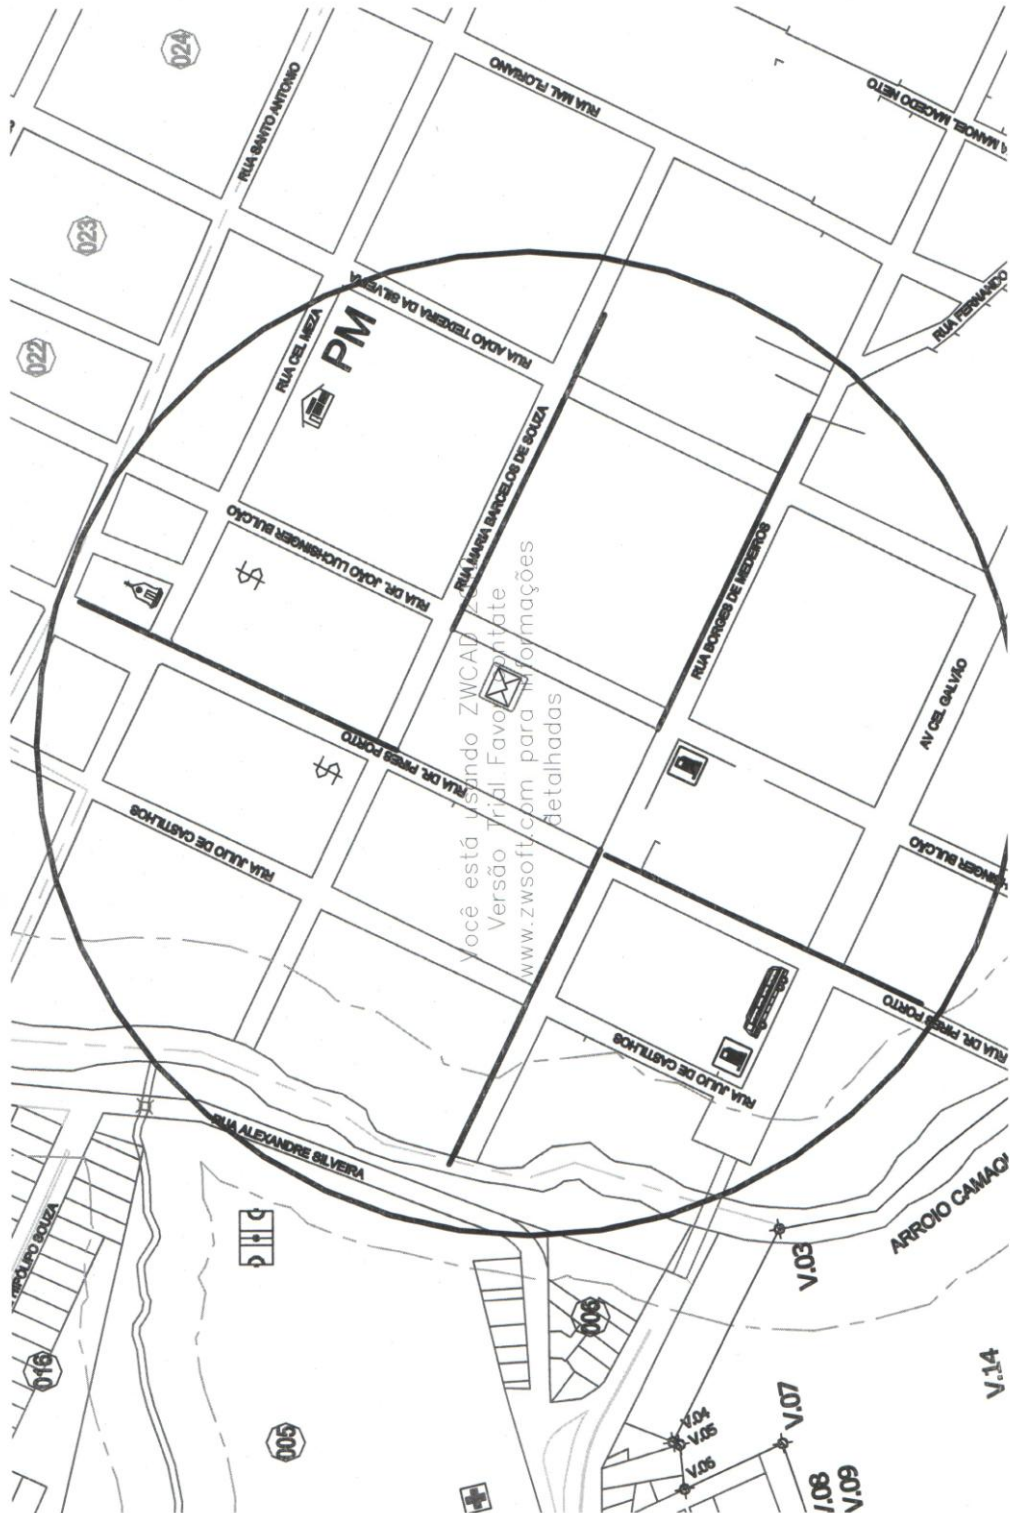 024
RUA SANTO ANTONIO
RUA MAL FLORIANO
MANOEL MACEDO NETO
023
022
RUA CEL MEZA
PM
RUA ADÃO TEIXEIRA DA SILVEIRA
RUA FERNANDO
RUA DR. JOÃO LUCHSINGER BULCÃO
RUA MARIA BARCELOS DE SOUZA
RUA BORGES DE MEDEIROS
RUA DR. PIRES PORTO
RUA JULIO DE CASTILHOS
Você está usando ZWCAD
Versão Trial Favor contate
www.zwsoft.com para informações
detalhadas
AV CEL GALVÃO
SINGER BULCÃO
RUA JULIO DE CASTILHOS
RUA DR. PIRES PORTO
RUA ALEXANDRE SILVEIRA
HIPÓLIPO SOUZA
ARROIO CAMAQ
V.03
006
016
005
V.04
V.05
V.06
V.07
V.08
V.09
V.14